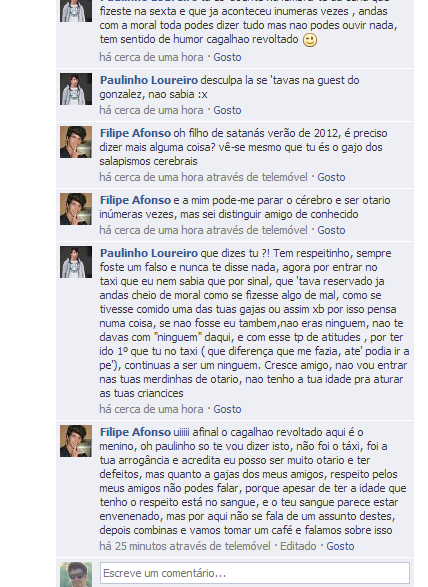 fizeste na sexta e que ja aconteceu inumeras vezes , andas
com a moral toda podes dizer tudo mas nao podes ouvir nada,
tem sentido de humor cagalhao revoltado
há cerca de uma hora · Gosto
Paulinho Loureiro desculpa la se 'tavas na guest do
gonzalez, nao sabia :x
há cerca de uma hora · Gosto
Filipe Afonso oh filho de satanás verão de 2012, é preciso
dizer mais alguma coisa? vê-se mesmo que tu és o gajo dos
salapismos cerebrais
há cerca de uma hora através de telemóvel · Gosto
Filipe Afonso e a mim pode-me parar o cérebro e ser otario
inúmeras vezes, mas sei distinguir amigo de conhecido
há cerca de uma hora através de telemóvel · Gosto
Paulinho Loureiro que dizes tu ?! Tem respeitinho, sempre
foste um falso e nunca te disse nada, agora por entrar no
taxi que eu nem sabia que por sinal, que 'tava reservado ja
andas cheio de moral como se fizesse algo de mal, como se
tivesse comido uma das tuas gajas ou assim xb por isso pensa
numa coisa, se nao fosse eu tambem,nao eras ninguem, nao te
davas com "ninguem" daqui, e com esse tp de atitudes , por ter
ido 1º que tu no taxi ( que diferença que me fazia, ate' podia ir a
pe'), continuas a ser um ninguem. Cresce amigo, nao vou entrar
nas tuas merdinhas de otario, nao tenho a tua idade pra aturar
as tuas criancices
há cerca de uma hora · Gosto
Filipe Afonso uiiiii afinal o cagalhao revoltado aqui é o
menino, oh paulinho so te vou dizer isto, não foi o táxi, foi a
tua arrogância e acredita eu posso ser muito otario e ter
defeitos, mas quanto a gajas dos meus amigos, respeito pelos
meus amigos não podes falar, porque apesar de ter a idade que
tenho o respeito está no sangue, e o teu sangue parece estar
envenenado, mas por aqui não se fala de um assunto destes,
depois combinas e vamos tomar um café e falamos sobre isso
há 25 minutos através de telemóvel · Editado · Gosto
Escreve um comentário...